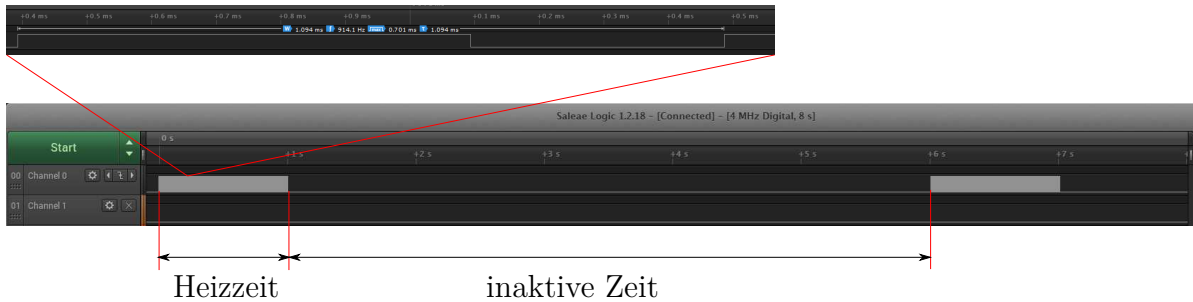 +0.4 ms +0.5 ms +0.6 ms +0.7 ms +0.8 ms +0.9 ms +0.1 ms +0.2 ms +0.3 ms +0.4 ms +0.5 ms
W 1.094 ms f 914.1 Hz 0.701 ms T 1.094 ms
Saleae Logic 1.2.18 – [Connected] – [4 MHz Digital, 8 s]
Start
0 s
+1 s +2 s +3 s +4 s +5 s +6 s +7 s
00 Channel 0
01 Channel 1
Heizzeit inaktive Zeit